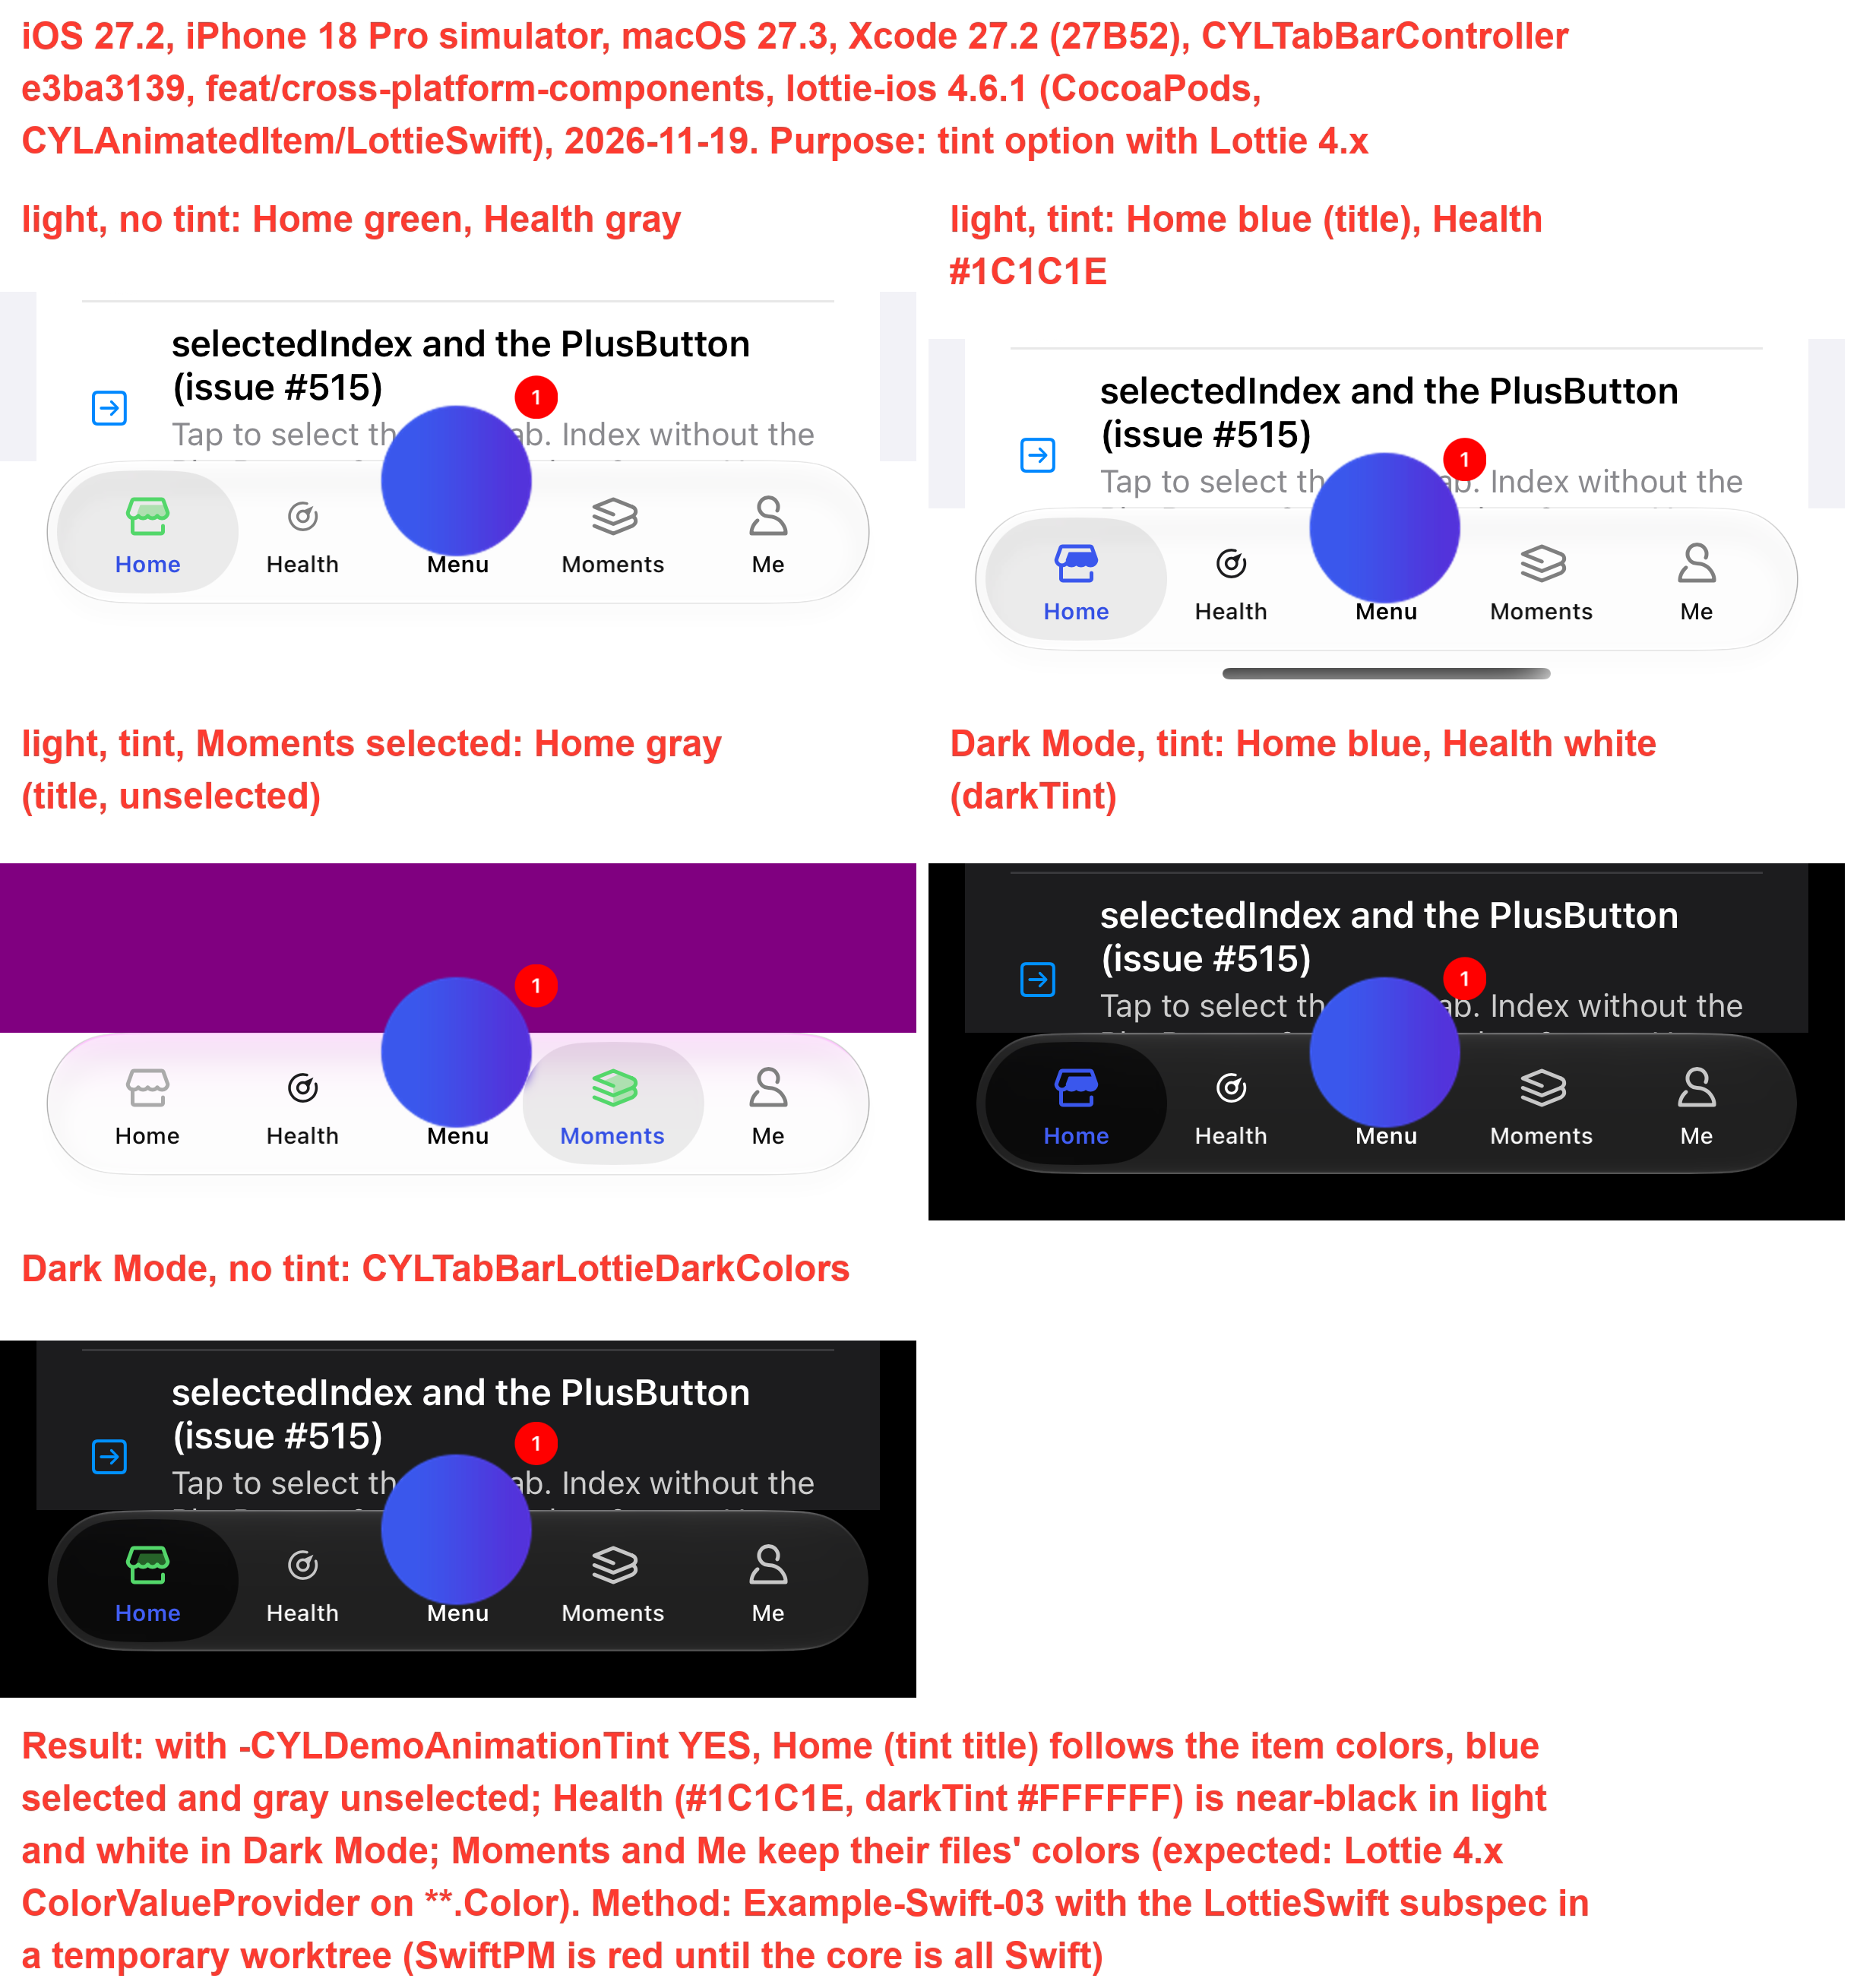 iOS 27.2, iPhone 18 Pro simulator, macOS 27.3, Xcode 27.2 (27B52), CYLTabBarController
e3ba3139, feat/cross-platform-components, lottie-ios 4.6.1 (CocoaPods,
CYLAnimatedItem/LottieSwift), 2026-11-19. Purpose: tint option with Lottie 4.x
light, no tint: Home green, Health gray
selectedIndex and the PlusButton
(issue #515)
1
Tap to select th ab. Index without the
Home Health Menu Moments Me
light, tint: Home blue (title), Health
#1C1C1E
selectedIndex and the PlusButton
(issue #515)
1
Tap to select th ab. Index without the
Home Health Menu Moments Me
light, tint, Moments selected: Home gray
(title, unselected)
1
Home Health Menu Moments Me
Dark Mode, tint: Home blue, Health white
(darkTint)
selectedIndex and the PlusButton
(issue #515)
1
Tap to select th ab. Index without the
Home Health Menu Moments Me
Dark Mode, no tint: CYLTabBarLottieDarkColors
selectedIndex and the PlusButton
(issue #515)
1
Tap to select th ab. Index without the
Home Health Menu Moments Me
Result: with -CYLDemoAnimationTint YES, Home (tint title) follows the item colors, blue
selected and gray unselected; Health (#1C1C1E, darkTint #FFFFFF) is near-black in light
and white in Dark Mode; Moments and Me keep their files' colors (expected: Lottie 4.x
ColorValueProvider on **.Color). Method: Example-Swift-03 with the LottieSwift subspec in
a temporary worktree (SwiftPM is red until the core is all Swift)